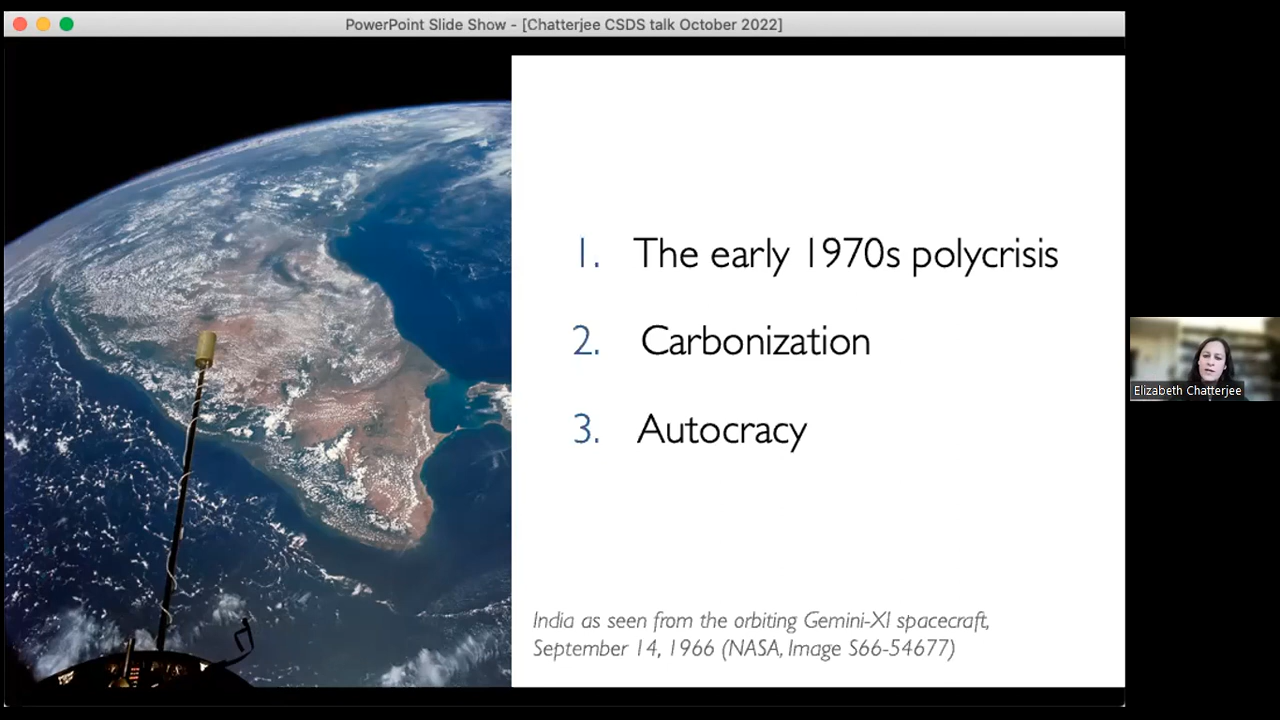 PowerPoint Slide Show - [Chatterjee CSDS talk October 2022]
1. The early 1970s polycrisis
2. Carbonization
3. Autocracy
India as seen from the orbiting Gemini-XI spacecraft,
September 14, 1966 (NASA, Image S66-54677)
Elizabeth Chatterjee